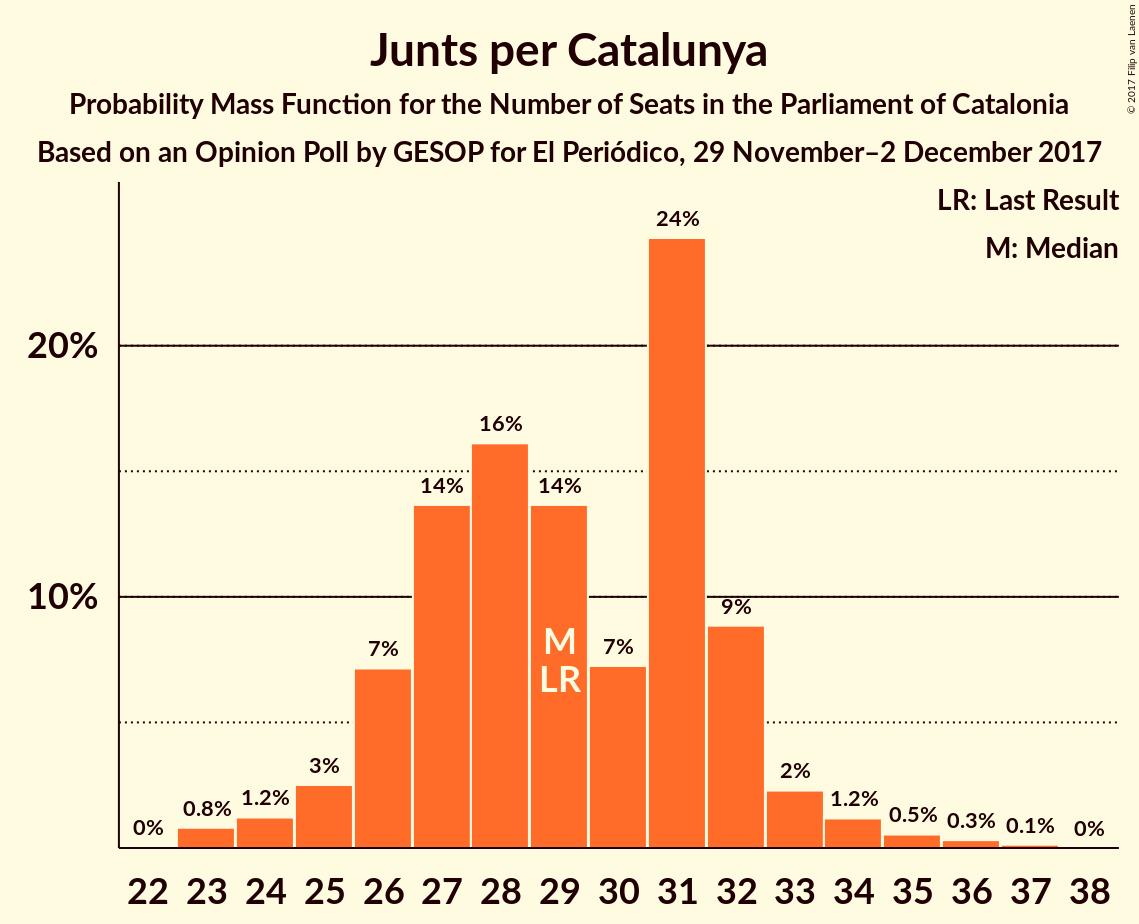 Junts per Catalunya
Probability Mass Function for the Number of Seats in the Parliament of Catalonia
Based on an Opinion Poll by GESOP for El Periódico, 29 November–2 December 2017
© 2017 Filip van Laenen
LR: Last Result
M: Median
20%
10%
0%
0.8%
1.2%
3%
7%
14%
16%
14%
7%
24%
9%
2%
1.2%
0.5%
0.3%
0.1%
0%
M
LR
22 23 24 25 26 27 28 29 30 31 32 33 34 35 36 37 38